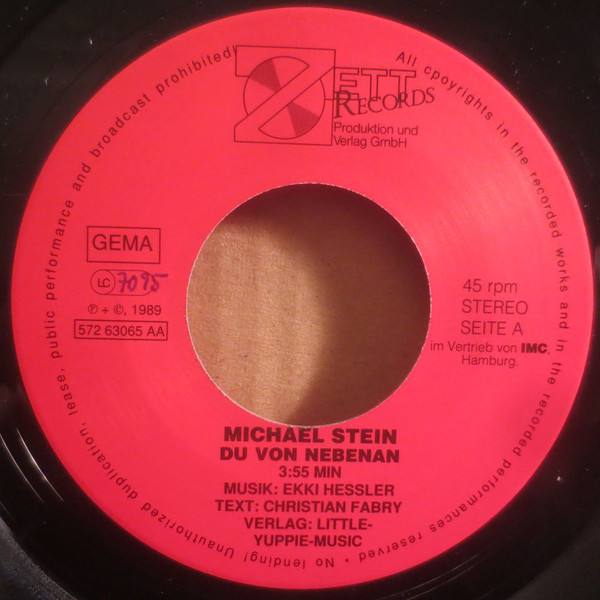 ZETT
RECORDS
Produktion und
Verlag GmbH
GEMA
LC 7095
℗ + ©, 1989
572 63065 AA
45 rpm
STEREO
SEITE A
im Vertrieb von IMC,
Hamburg.
MICHAEL STEIN
DU VON NEBENAN
3:55 MIN
MUSIK: EKKI HESSLER
TEXT: CHRISTIAN FABRY
VERLAG: LITTLE-
YUPPIE-MUSIC
All cpoyrights in the recorded works and in the recorded performances reserved • No lending! Unauthorized duplication, lease, public performance and broadcast prohibited!